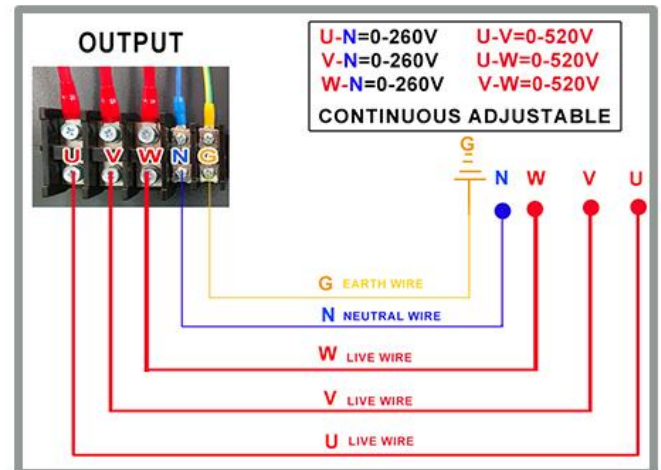 OUTPUT
U-N=0-260V U-V=0-520V
V-N=0-260V U-W=0-520V
W-N=0-260V V-W=0-520V
CONTINUOUS ADJUSTABLE
U V W N G
G
N W V U
G EARTH WIRE
N NEUTRAL WIRE
W LIVE WIRE
V LIVE WIRE
U LIVE WIRE